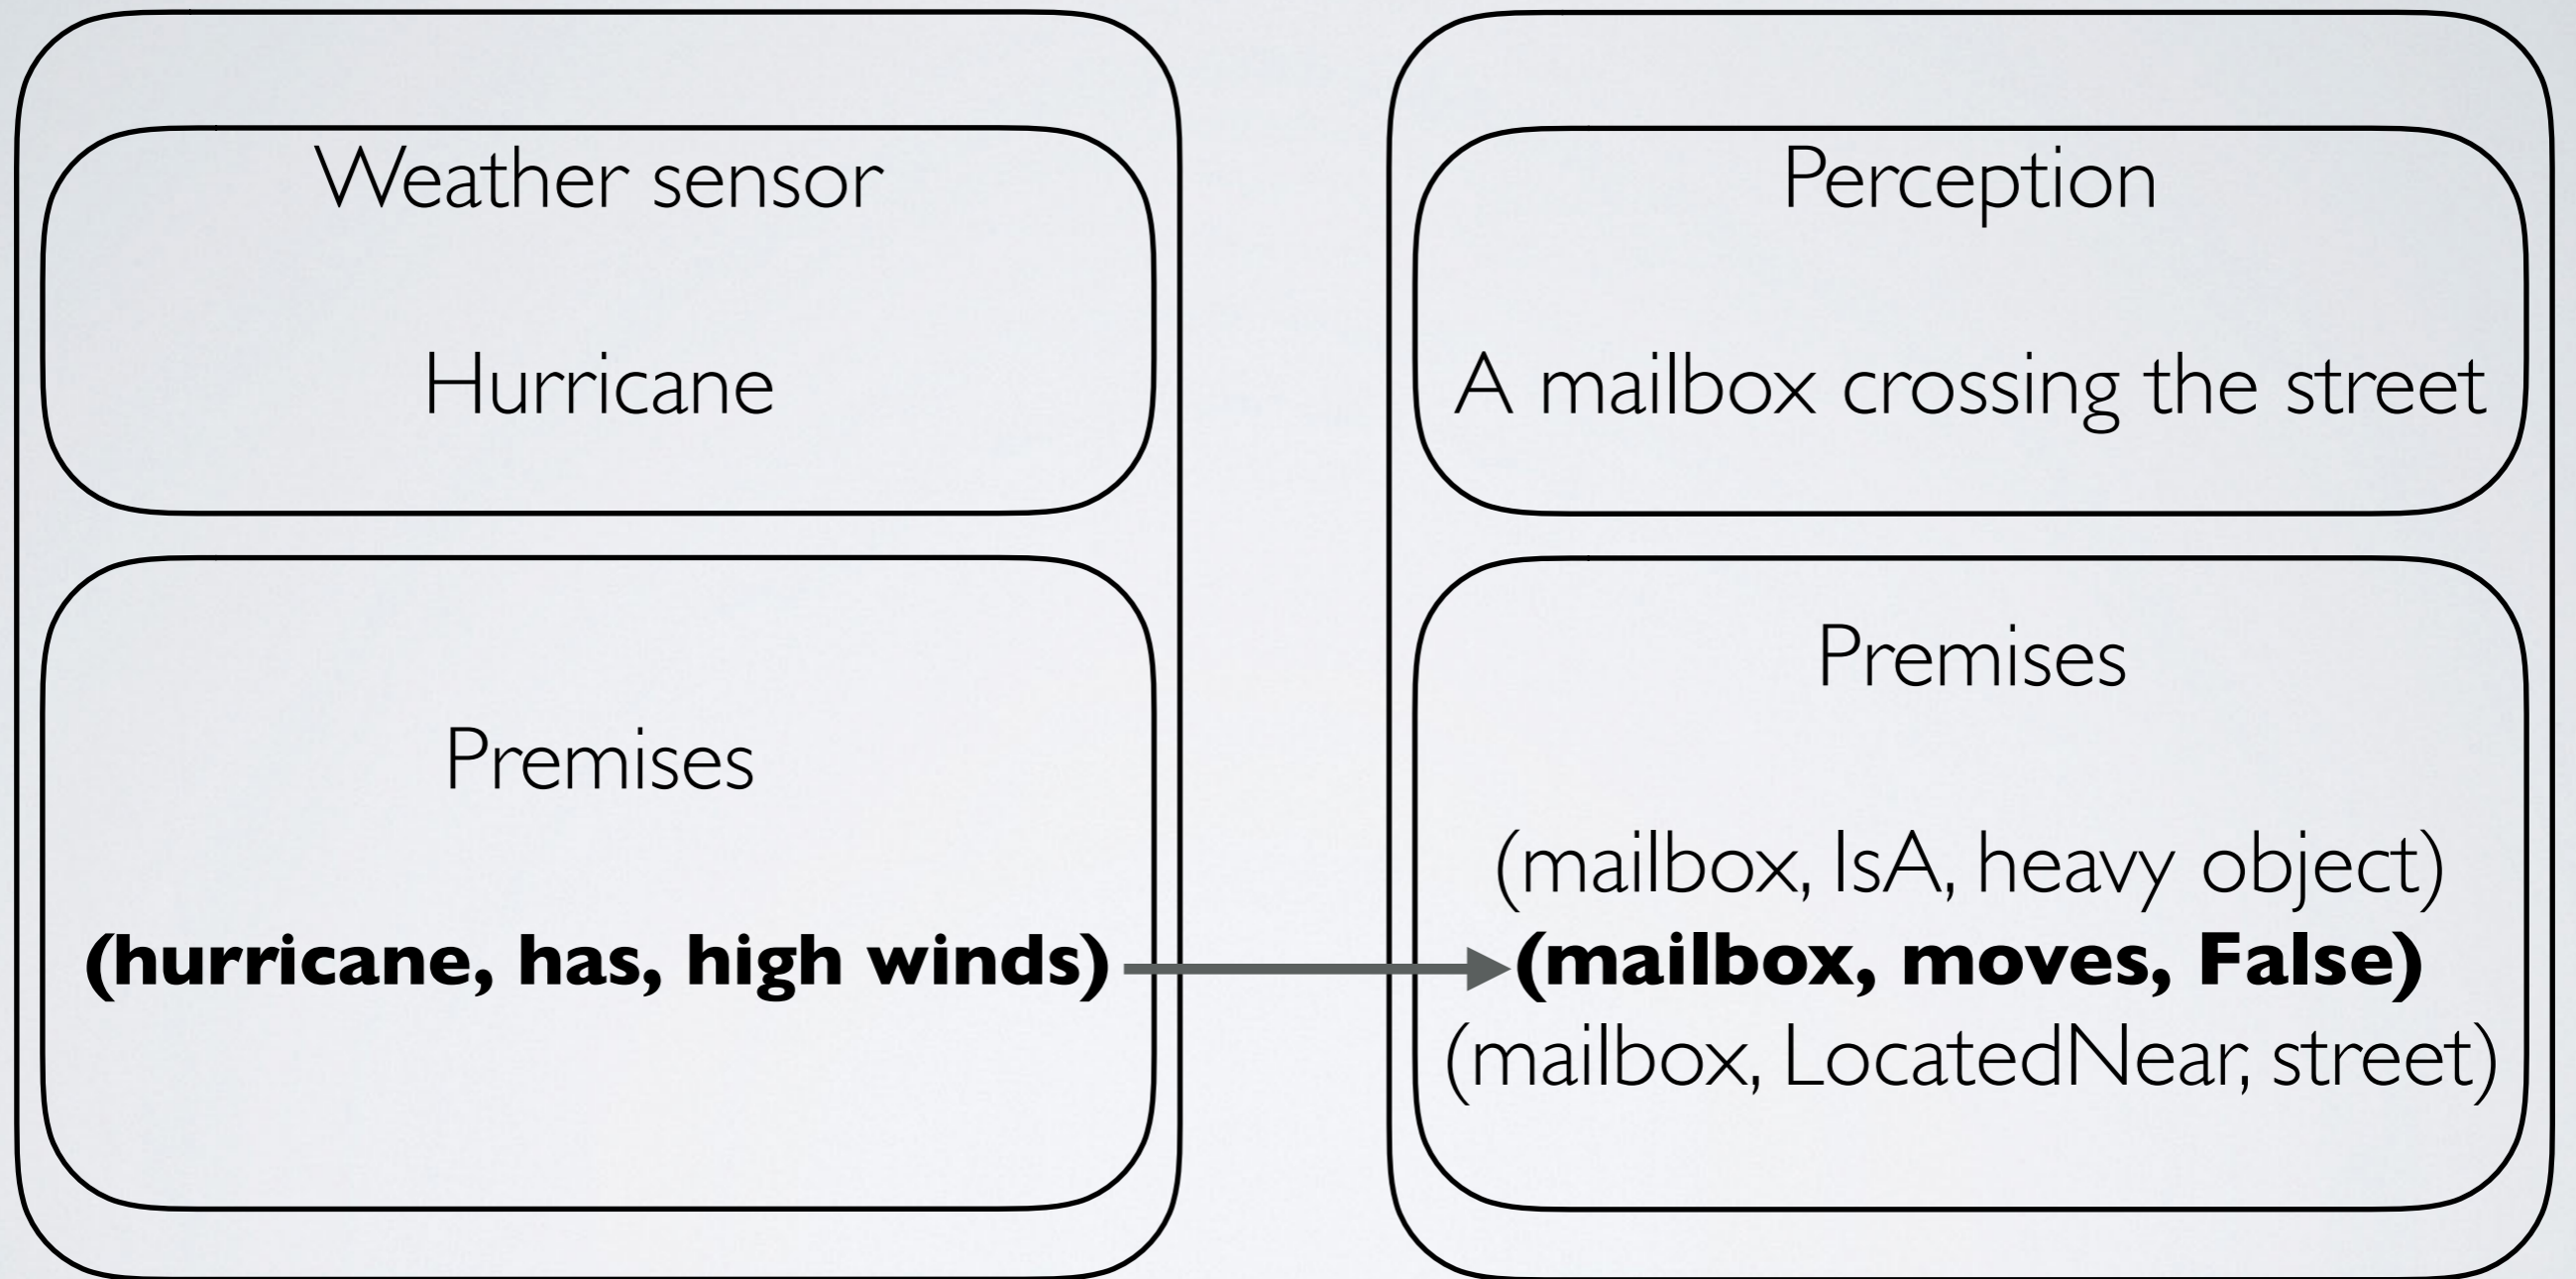 Weather sensor
Hurricane
Premises
(hurricane, has, high winds)
Perception
A mailbox crossing the street
Premises
(mailbox, IsA, heavy object)
(mailbox, moves, False)
(mailbox, LocatedNear, street)